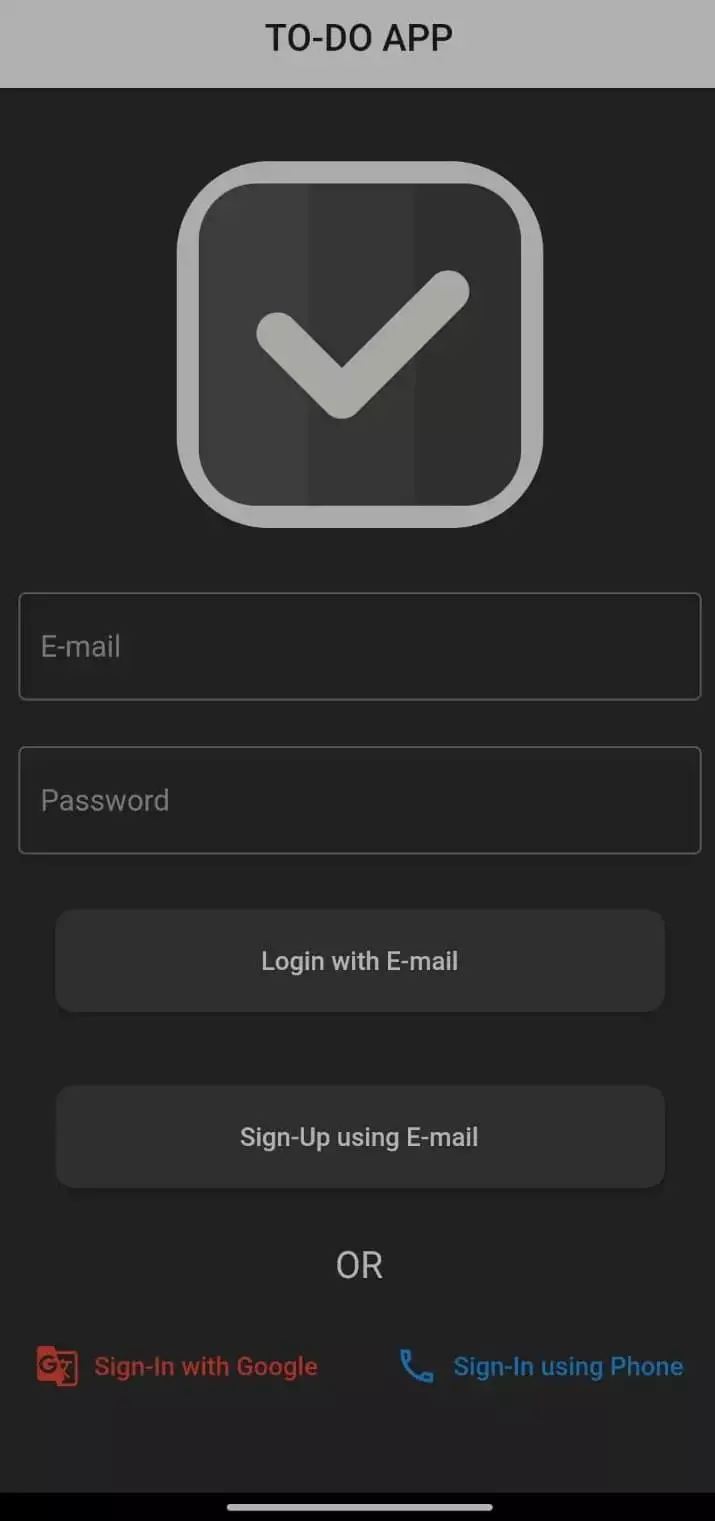 TO-DO APP
E-mail
Password
Login with E-mail
Sign-Up using E-mail
OR
Sign-In with Google
Sign-In using Phone